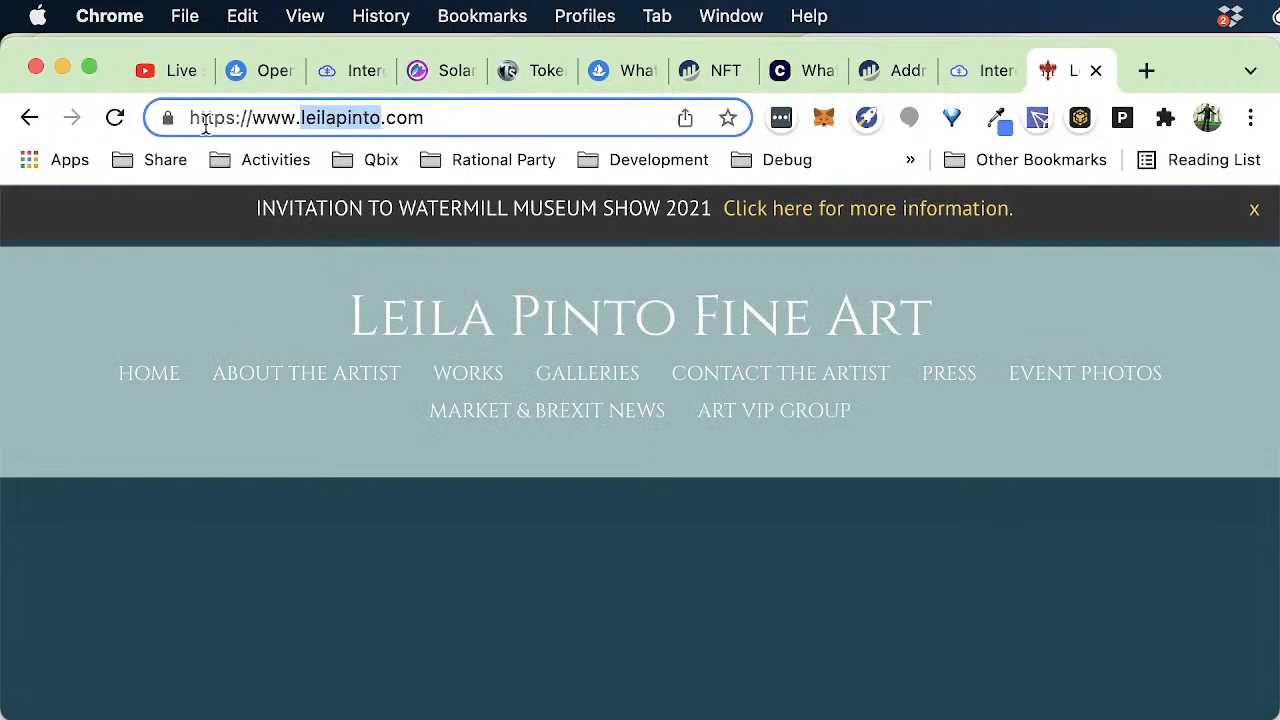 Chrome File Edit View History Bookmarks Profiles Tab Window Help 2
Live Oper Inter Solar Toke What NFT What Addr Inter L
https://www.leilapinto.com P
Apps Share Activities Qbix Rational Party Development Debug » Other Bookmarks Reading List
INVITATION TO WATERMILL MUSEUM SHOW 2021 Click here for more information. x
LEILA PINTO FINE ART
HOME ABOUT THE ARTIST WORKS GALLERIES CONTACT THE ARTIST PRESS EVENT PHOTOS
MARKET & BREXIT NEWS ART VIP GROUP